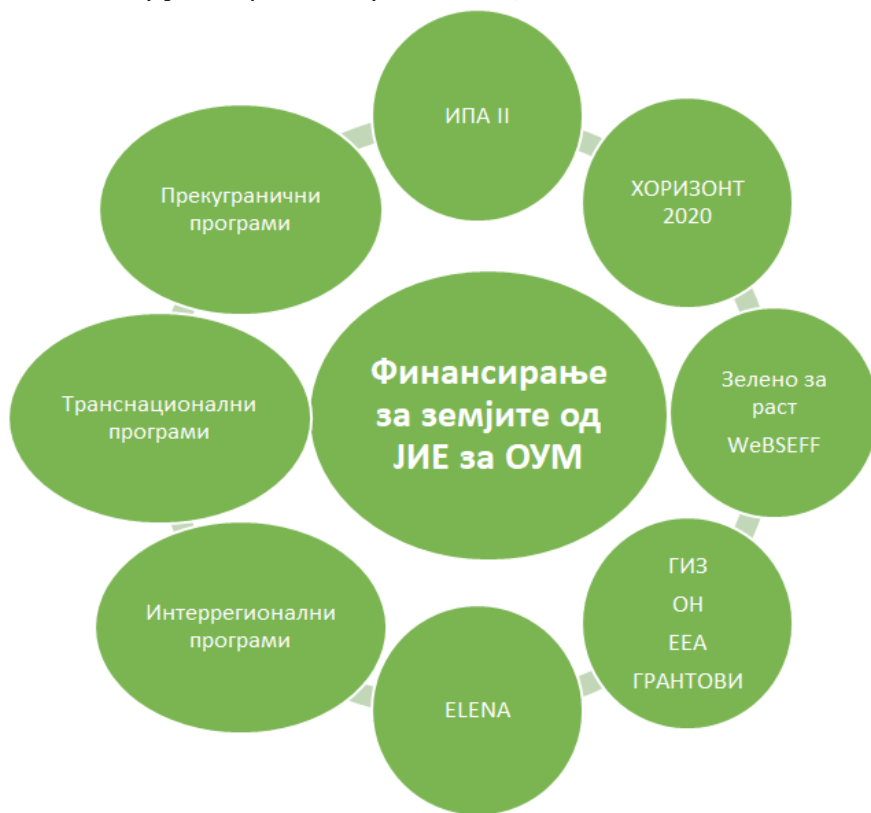 ИПА II
ХОРИЗОНТ
2020
Зелено за
раст
WeBSEFF
ГИЗ
ОН
ЕЕА
ГРАНТОВИ
ELENA
Интеррегионални
програми
Транснационални
програми
Прекугранични
програми
Финансирање
за земјите од
ЈИЕ за ОУМ